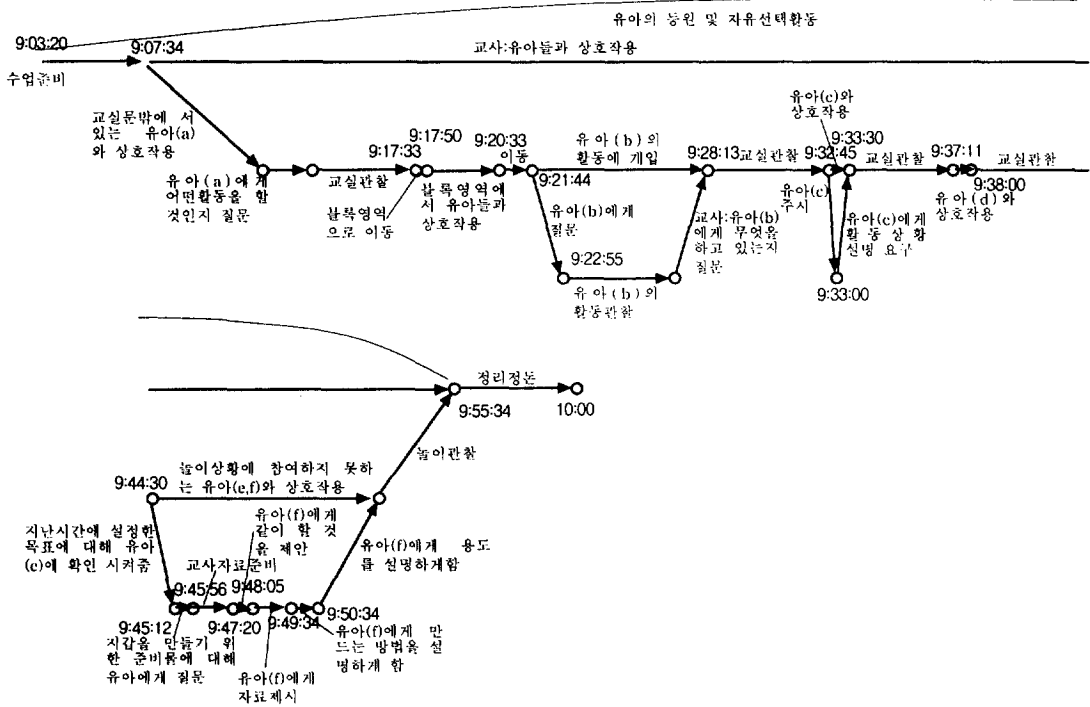 유아의 등원 및 자유선택활동
9:03:20
9:07:34
교사:유아들과 상호작용
수업준비
교실문밖에 서
있는 유아(a)
와 상호작용
유아(c)와
상호작용
9:17:33
9:17:50
9:20:33
이동
유아(b)의
활동에 개입
9:28:13
교실관찰
9:32:45
9:33:30
교실관찰
9:37:11
교실관찰
유아(a)에게
어떤활동을 할
것인지 질문
교실관찰
블록영역
으로 이동
블록영역에
서 유아들과
상호작용
9:21:44
유아(b)에게
질문
교사:유아(b)
에게 무엇을
하고 있는지
질문
유아(c)
주시
유아(c)에게
활동 상황
설명 요구
9:38:00
유아(d)와
상호작용
9:22:55
유아(b)의
활동관찰
9:33:00
정리정돈
9:55:34
10:00
놀이관찰
9:44:30
놀이상황에 참여하지 못하
는 유아(e,f)와 상호작용
지난시간에 설정한
목표에 대해 유아
(e)에 확인 시켜줌
유아(f)에게
같이 할 것
을 제안
유아(f)에게 용도
를 설명하게함
교사자료준비
9:45:56
9:48:05
9:45:12
9:47:20
9:49:34
9:50:34
지갑을 만들기 위
한 준비물에 대해
유아에게 질문
유아(f)에게
자료제시
유아(f)에게 만
드는 방법을 설
명하게 함